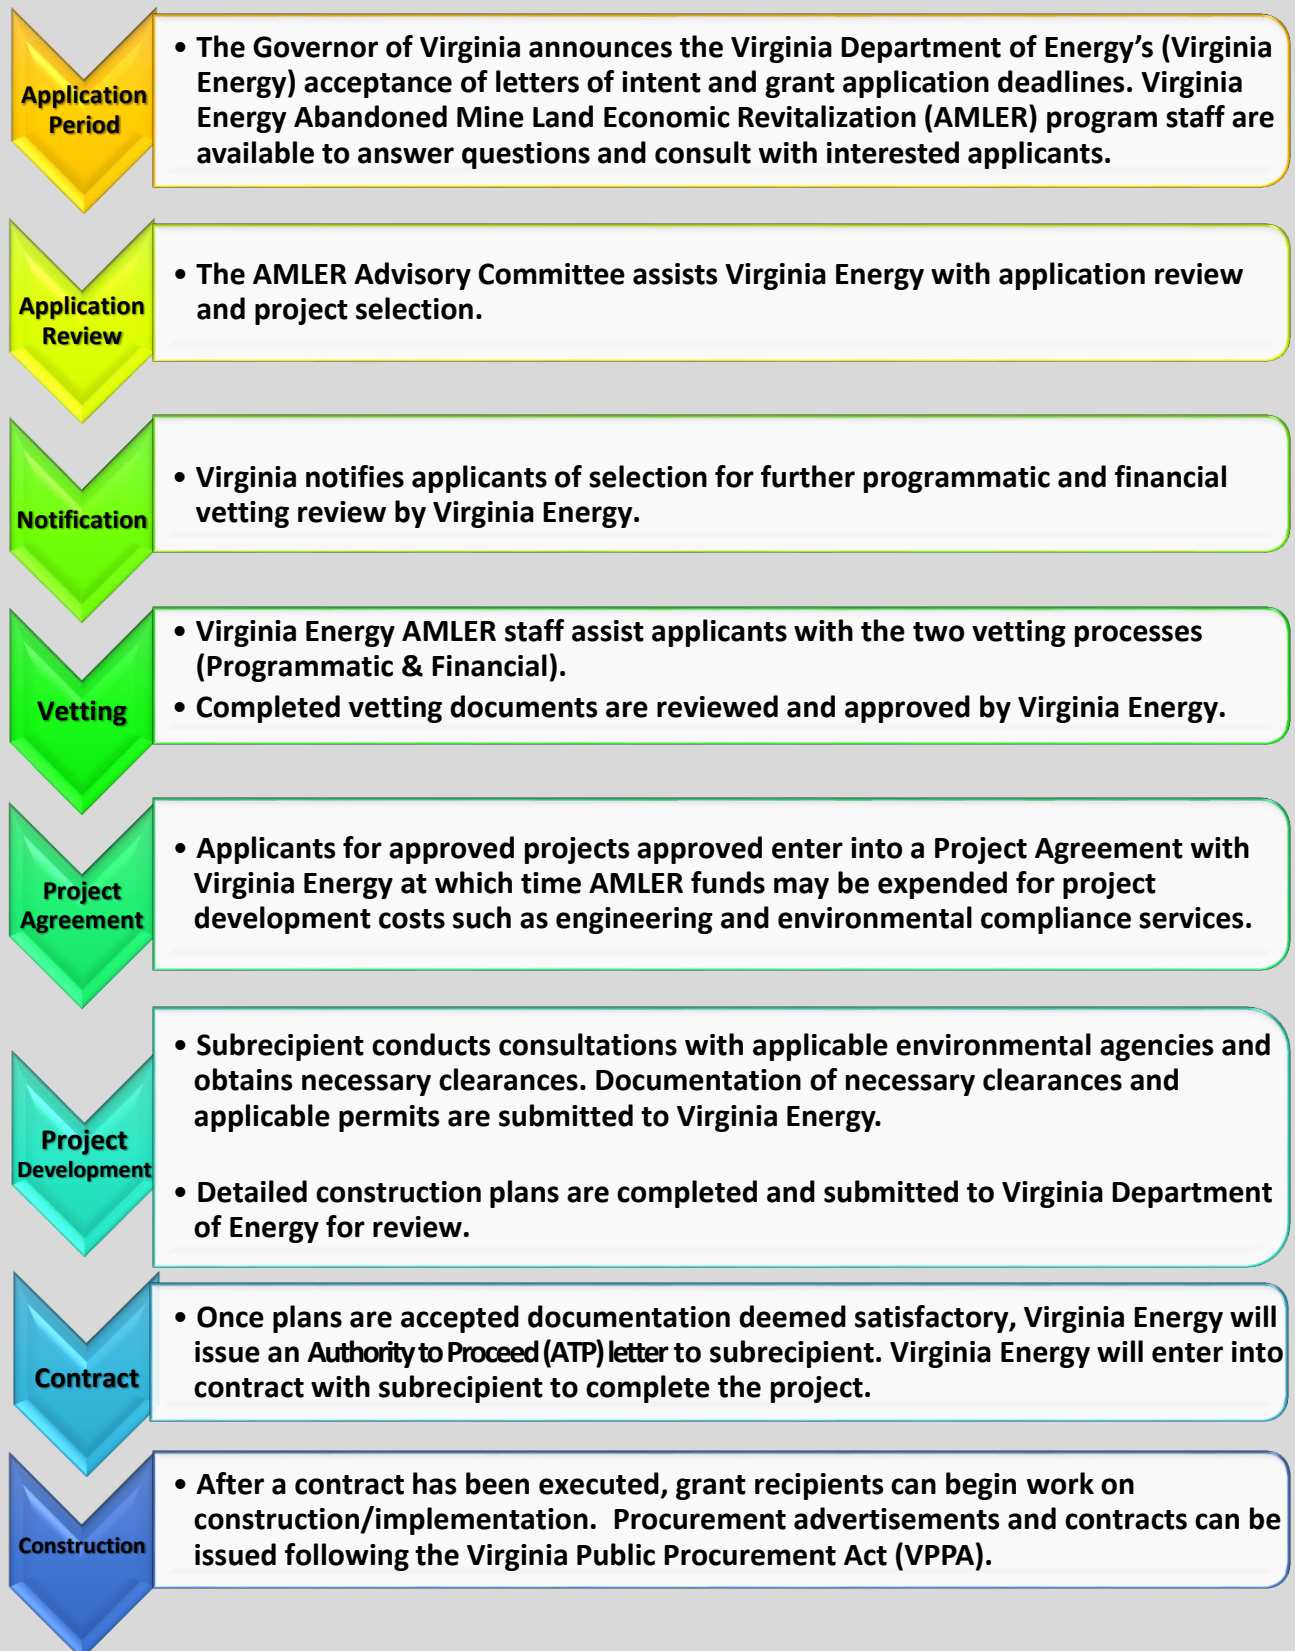 Application
Period
• The Governor of Virginia announces the Virginia Department of Energy’s (Virginia
Energy) acceptance of letters of intent and grant application deadlines. Virginia
Energy Abandoned Mine Land Economic Revitalization (AMLER) program staff are
available to answer questions and consult with interested applicants.
Application
Review
• The AMLER Advisory Committee assists Virginia Energy with application review
and project selection.
Notification
• Virginia notifies applicants of selection for further programmatic and financial
vetting review by Virginia Energy.
Vetting
• Virginia Energy AMLER staff assist applicants with the two vetting processes
(Programmatic & Financial).
• Completed vetting documents are reviewed and approved by Virginia Energy.
Project
Agreement
• Applicants for approved projects approved enter into a Project Agreement with
Virginia Energy at which time AMLER funds may be expended for project
development costs such as engineering and environmental compliance services.
Project
Development
• Subrecipient conducts consultations with applicable environmental agencies and
obtains necessary clearances. Documentation of necessary clearances and
applicable permits are submitted to Virginia Energy.
• Detailed construction plans are completed and submitted to Virginia Department
of Energy for review.
Contract
• Once plans are accepted documentation deemed satisfactory, Virginia Energy will
issue an Authority to Proceed (ATP) letter to subrecipient. Virginia Energy will enter into
contract with subrecipient to complete the project.
Construction
• After a contract has been executed, grant recipients can begin work on
construction/implementation. Procurement advertisements and contracts can be
issued following the Virginia Public Procurement Act (VPPA).